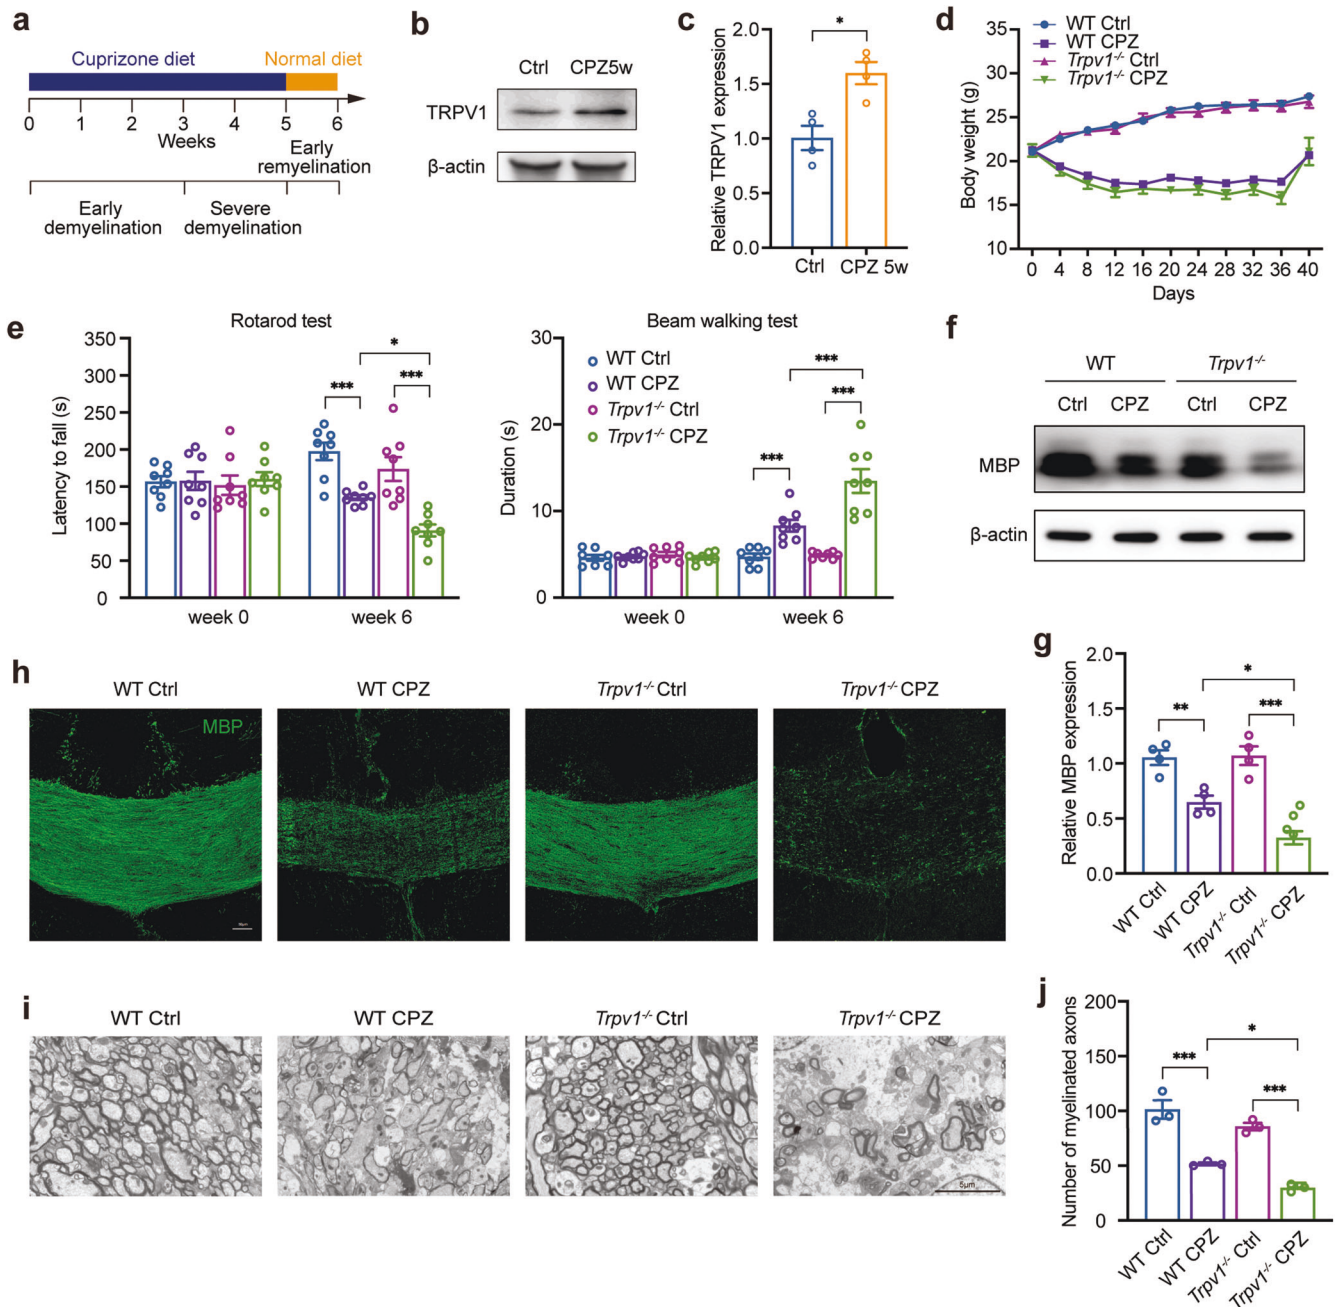 a
Cuprizone diet
Normal diet
0 1 2 3 4 5 6
Weeks
Early
remyelination
Early
demyelination
Severe
demyelination
b
Ctrl CPZ5w
TRPV1
β-actin
c
Relative TRPV1 expression
2.0
1.5
1.0
0.5
0.0
*
Ctrl
CPZ 5w
d
Body weight (g)
35
30
25
20
15
10
WT Ctrl
WT CPZ
Trpv1-/- Ctrl
Trpv1-/- CPZ
0 4 8 12 16 20 24 28 32 36 40
Days
e
Rotarod test
Latency to fall (s)
350
300
250
200
150
100
50
0
***
*
***
week 0
week 6
Beam walking test
Duration (s)
30
20
10
0
WT Ctrl
WT CPZ
Trpv1-/- Ctrl
Trpv1-/- CPZ
***
***
***
week 0
week 6
f
WT
Trpv1-/-
Ctrl CPZ Ctrl CPZ
MBP
β-actin
g
Relative MBP expression
2.0
1.5
1.0
0.5
0.0
**
*
***
WT Ctrl
WT CPZ
Trpv1-/- Ctrl
Trpv1-/- CPZ
h
WT Ctrl
WT CPZ
Trpv1-/- Ctrl
Trpv1-/- CPZ
MBP
i
WT Ctrl
WT CPZ
Trpv1-/- Ctrl
Trpv1-/- CPZ
5μm
j
Number of myelinated axons
200
150
100
50
0
***
*
***
WT Ctrl
WT CPZ
Trpv1-/- Ctrl
Trpv1-/- CPZ